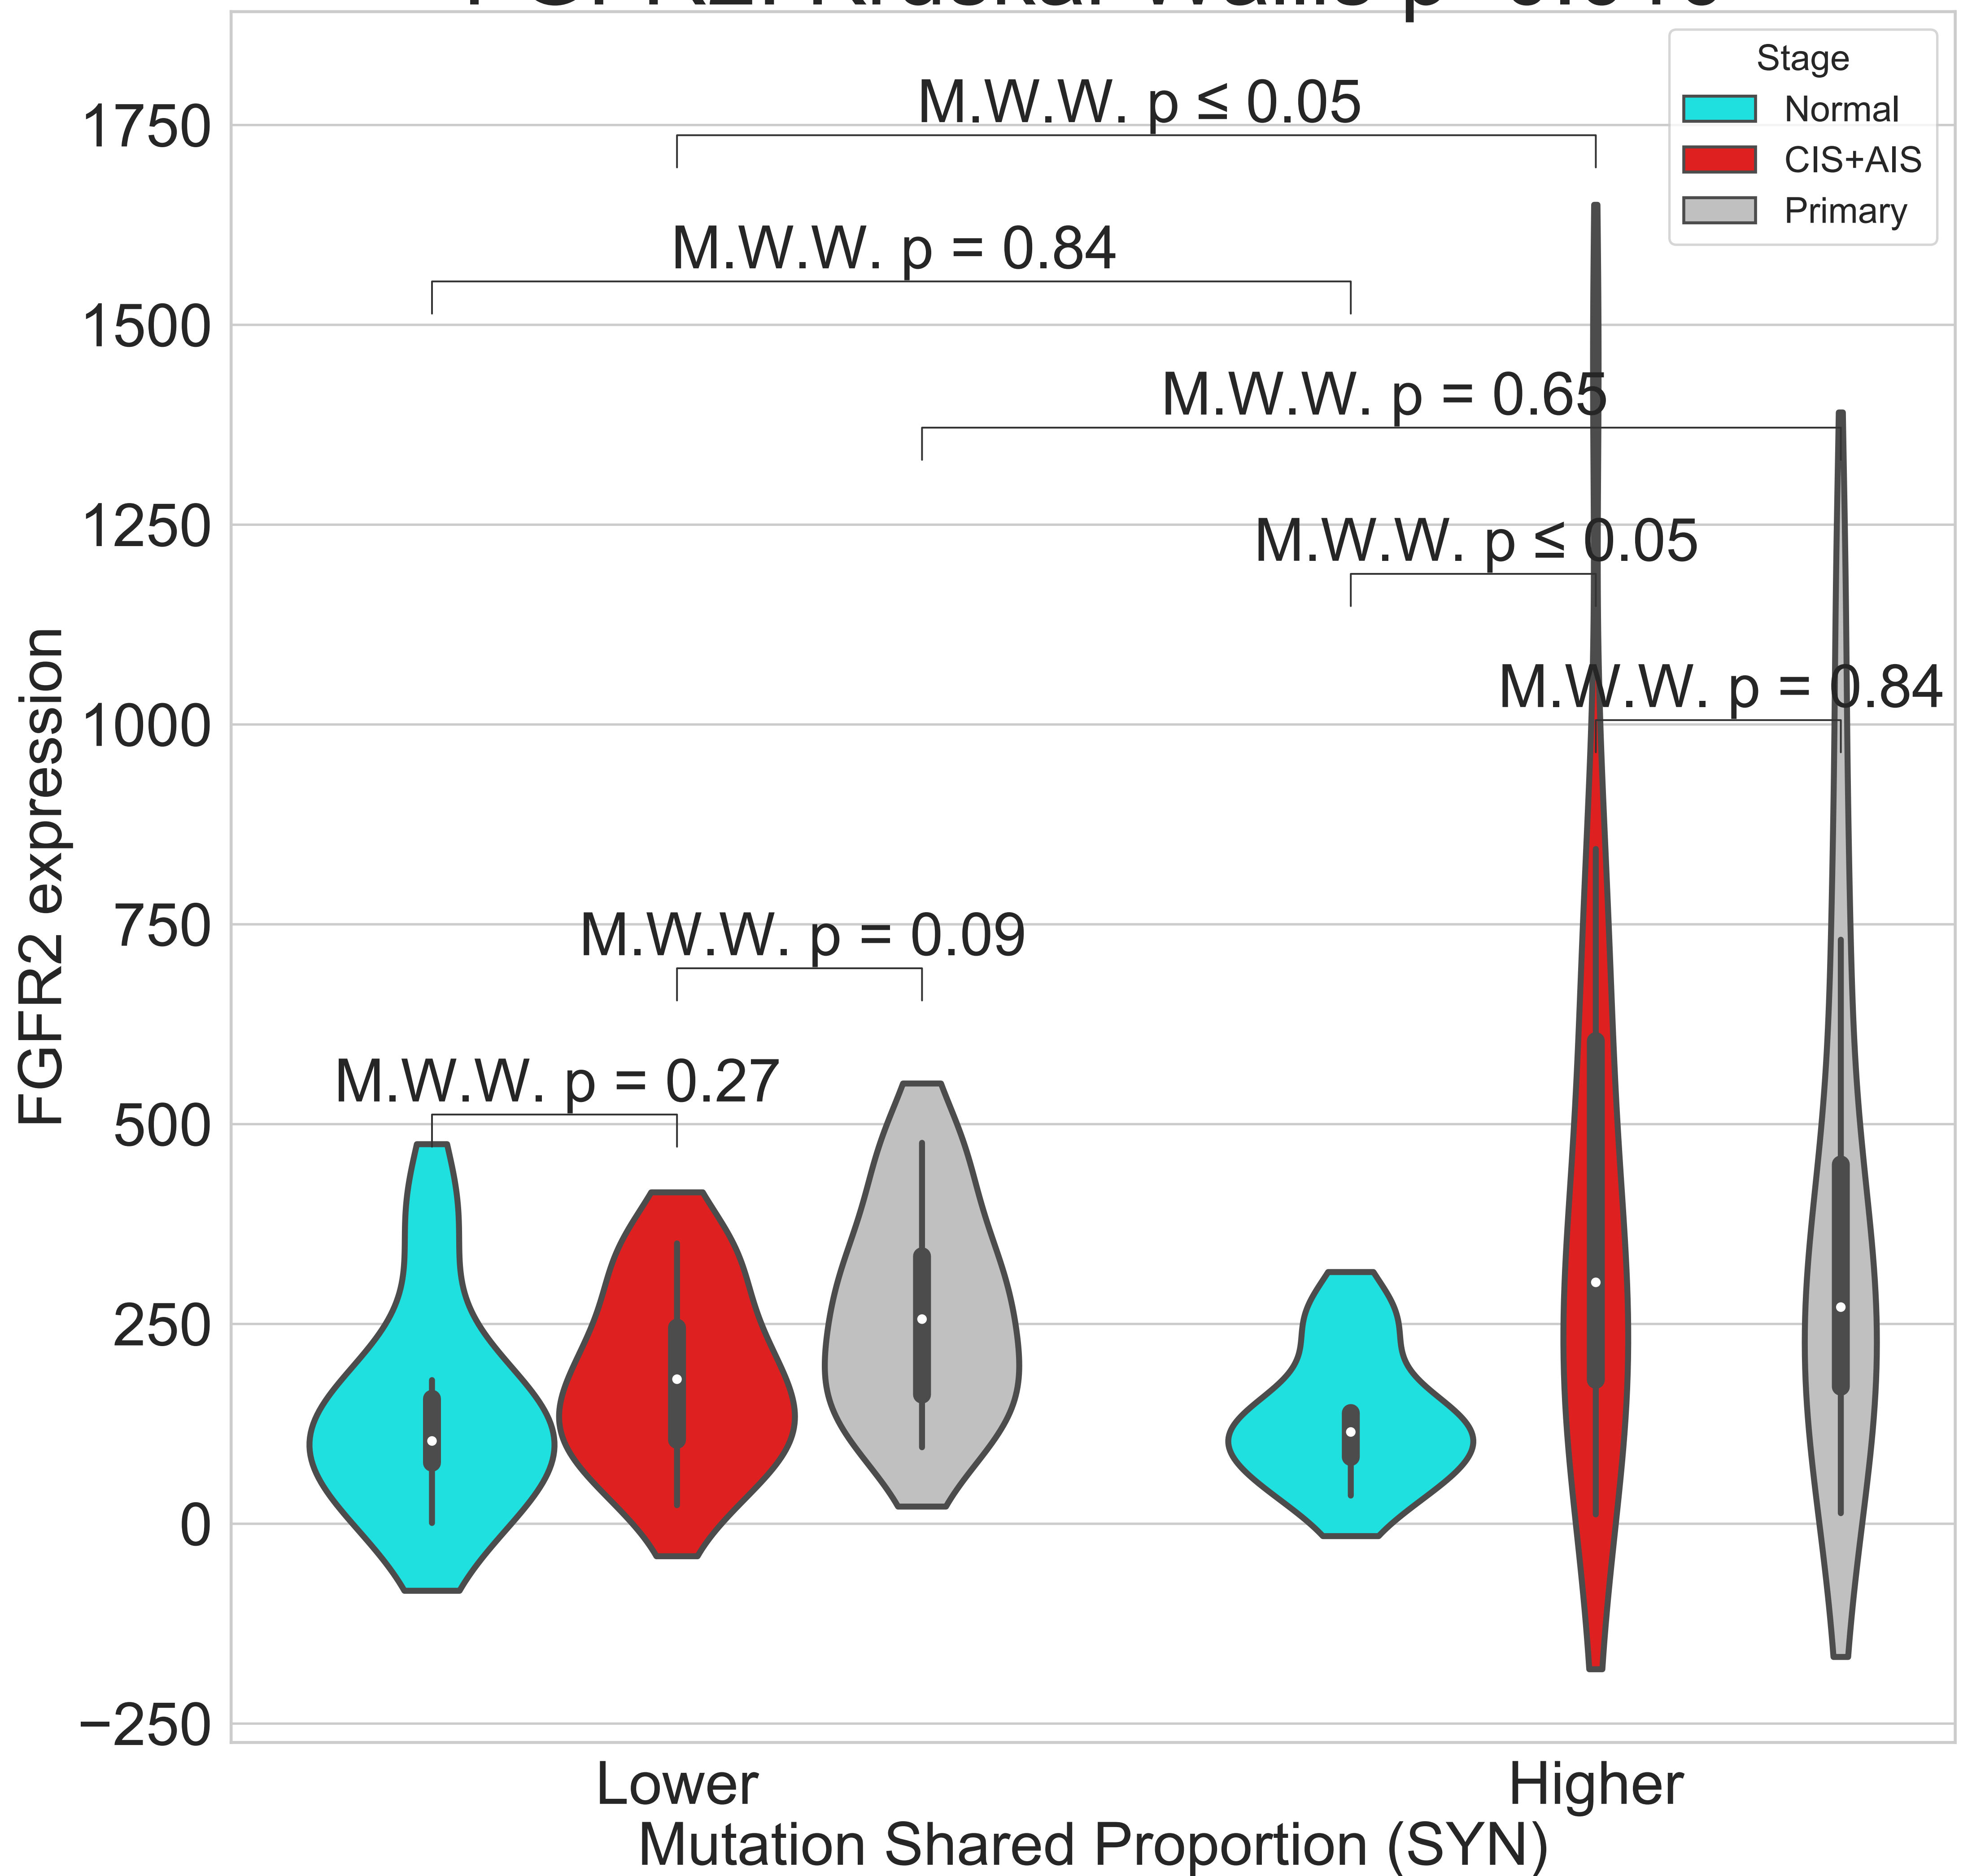 Stage
Normal
CIS+AIS
Primary
M.W.W. p ≤ 0.05
M.W.W. p = 0.84
M.W.W. p = 0.65
M.W.W. p ≤ 0.05
M.W.W. p = 0.84
M.W.W. p = 0.09
M.W.W. p = 0.27
1750
1500
1250
1000
750
500
250
0
−250
FGFR2 expression
Lower
Higher
Mutation Shared Proportion (SYN)